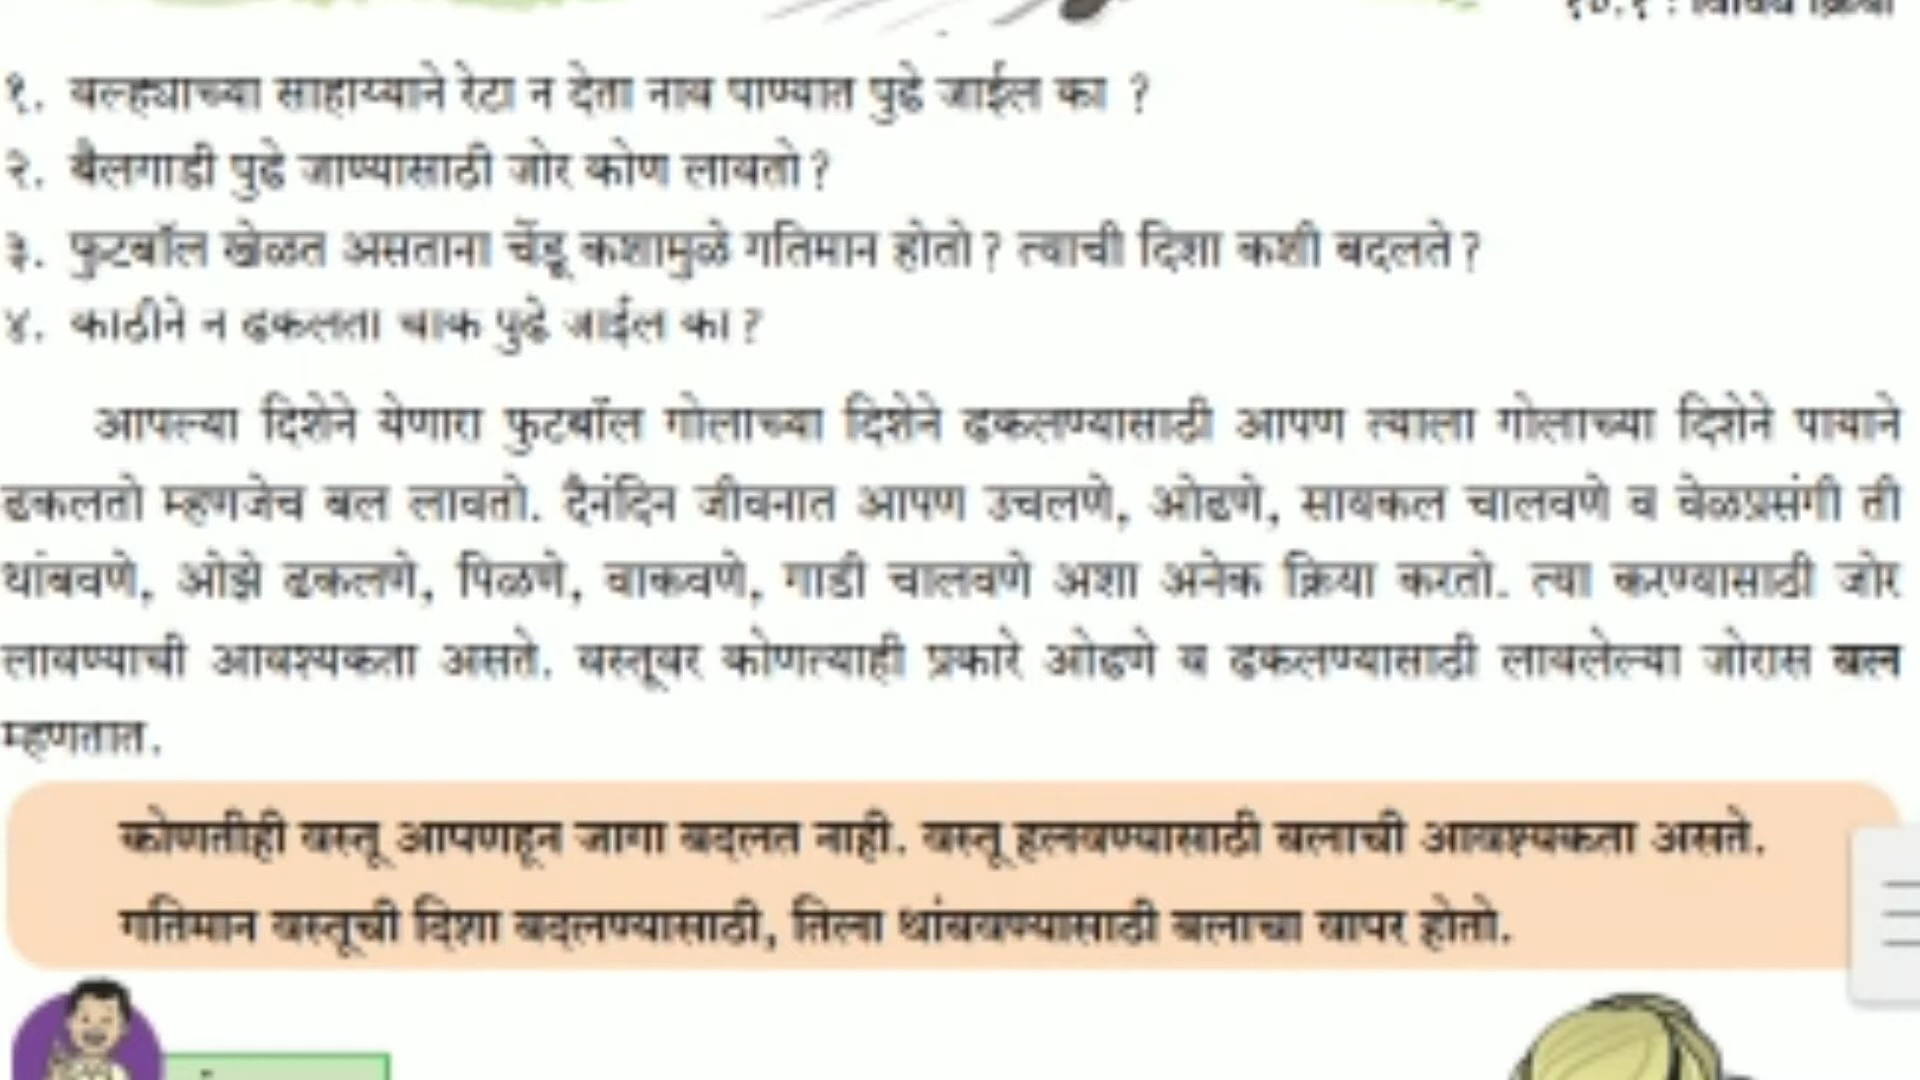 १०.१ : विविध क्रिया
१. वल्ह्याच्या साहाय्याने रेटा न देता नाव पाण्यात पुढे जाईल का ?
२. बैलगाडी पुढे जाण्यासाठी जोर कोण लावतो?
३. फुटबॉल खेळत असताना चेंडू कशामुळे गतिमान होतो? त्याची दिशा कशी बदलते?
४. काठीने न ढकलता चाक पुढे जाईल का?
आपल्या दिशेने येणारा फुटबॉल गोलाच्या दिशेने ढकलण्यासाठी आपण त्याला गोलाच्या दिशेने पायाने
ढकलतो म्हणजेच बल लावतो. दैनंदिन जीवनात आपण उचलणे, ओढणे, सायकल चालवणे व वेळप्रसंगी ती
थांबवणे, ओझे ढकलणे, पिळणे, वाकवणे, गाडी चालवणे अशा अनेक क्रिया करतो. त्या करण्यासाठी जोर
लावण्याची आवश्यकता असते. वस्तूवर कोणत्याही प्रकारे ओढणे व ढकलण्यासाठी लावलेल्या जोरास बल
म्हणतात.
कोणतीही वस्तू आपणहून जागा बदलत नाही. वस्तू हलवण्यासाठी बलाची आवश्यकता असते.
गतिमान वस्तूची दिशा बदलण्यासाठी, तिला थांबवण्यासाठी बलाचा वापर होतो.